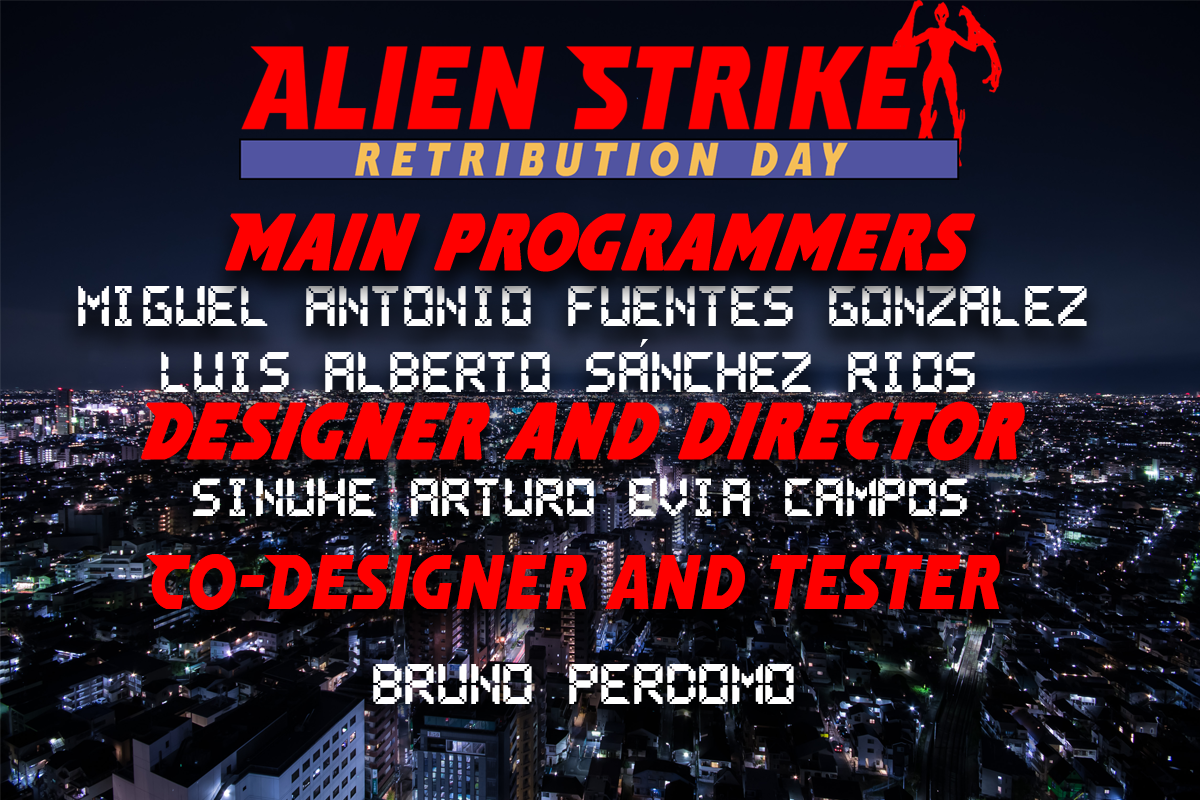 ALIEN STRIKE
RETRIBUTION DAY
MAIN PROGRAMMERS
MIGUEL ANTONIO FUENTES GONZALEZ
LUIS ALBERTO SÁNCHEZ RIOS
DESIGNER AND DIRECTOR
SINUHE ARTURO EVIA CAMPOS
CO-DESIGNER AND TESTER
BRUNO PERDOMO